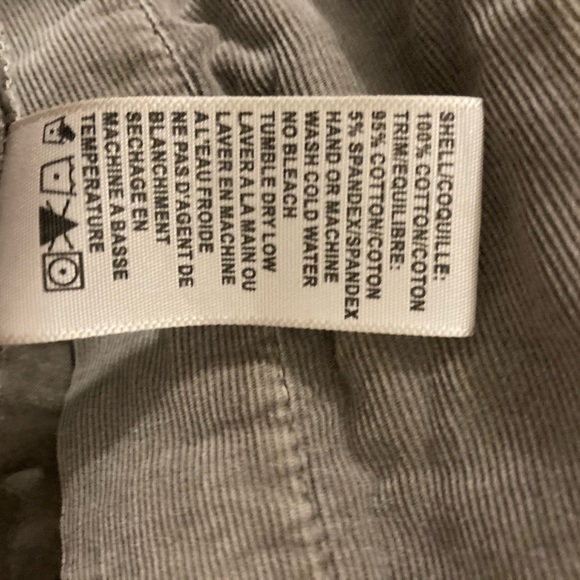 SHELL/COQUILLE:
100% COTTON/COTON
TRIM/EQUILIBRE:
95% COTTON/COTON
5% SPANDEX/SPANDEX
HAND OR MACHINE
WASH COLD WATER
NO BLEACH
TUMBLE DRY LOW
LAVER A LA MAIN OU
LAVER EN MACHINE
A L'EAU FROIDE
NE PAS D'AGENT DE
BLANCHIMENT
SECHAGE EN
MACHINE A BASSE
TEMPERATURE